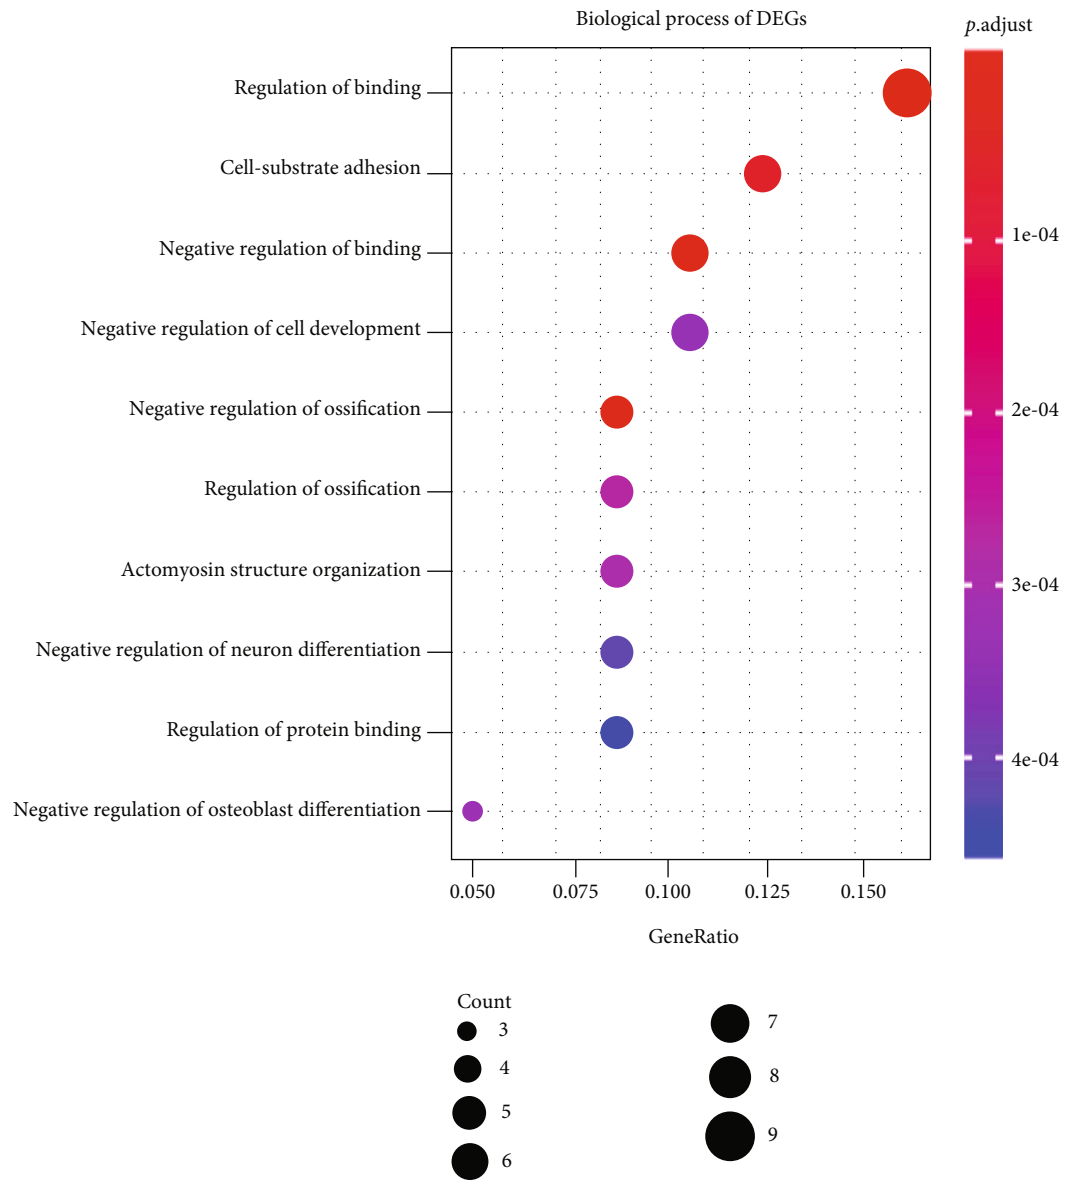 Biological process of DEGs
p.adjust
Regulation of binding
Cell-substrate adhesion
Negative regulation of binding
Negative regulation of cell development
Negative regulation of ossification
Regulation of ossification
Actomyosin structure organization
Negative regulation of neuron differentiation
Regulation of protein binding
Negative regulation of osteoblast differentiation
1e-04
2e-04
3e-04
4e-04
0.050 0.075 0.100 0.125 0.150
GeneRatio
Count
3
4
5
6
7
8
9